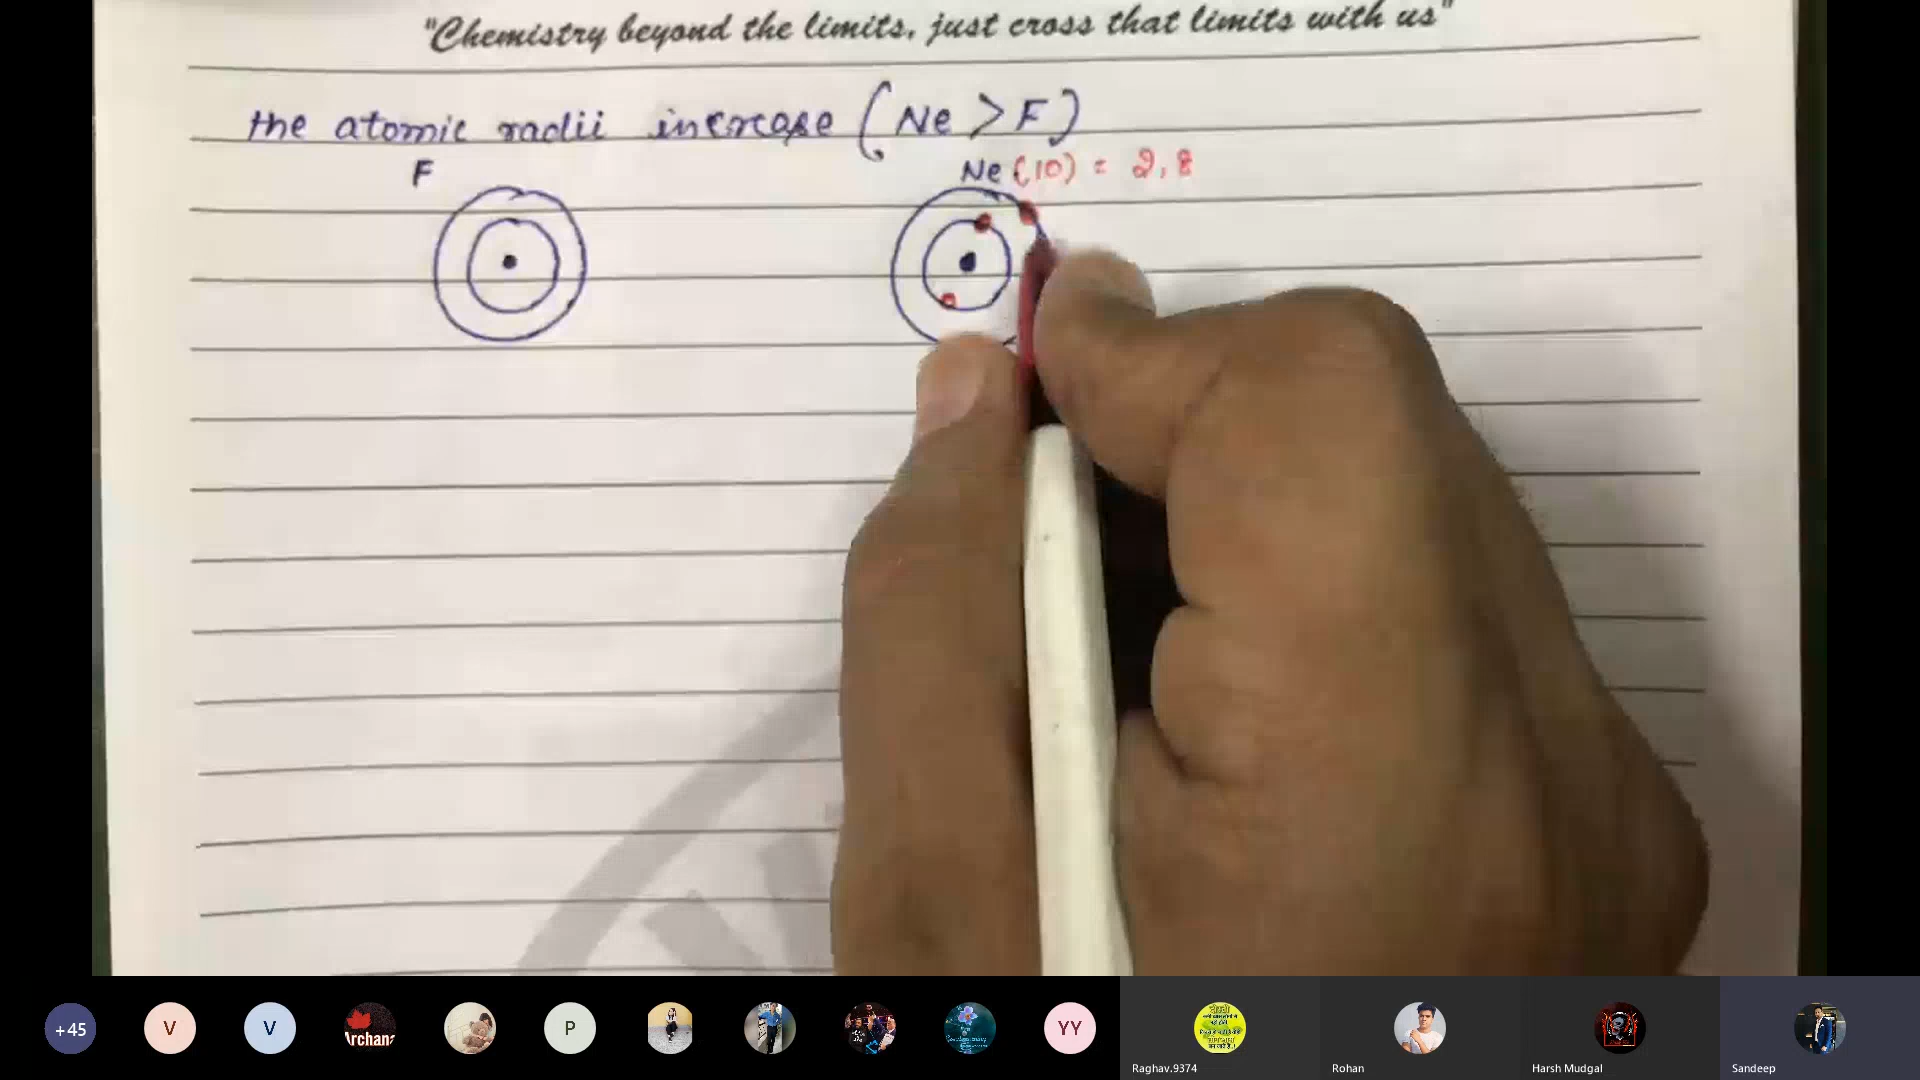 "Chemistry beyond the limits, just cross that limits with us"
the atomic radii increase (Ne > F)
F
Ne (10) = 2, 8
+45
V
V
Archana
P
YY
Raghav.9374
Rohan
Harsh Mudgal
Sandeep